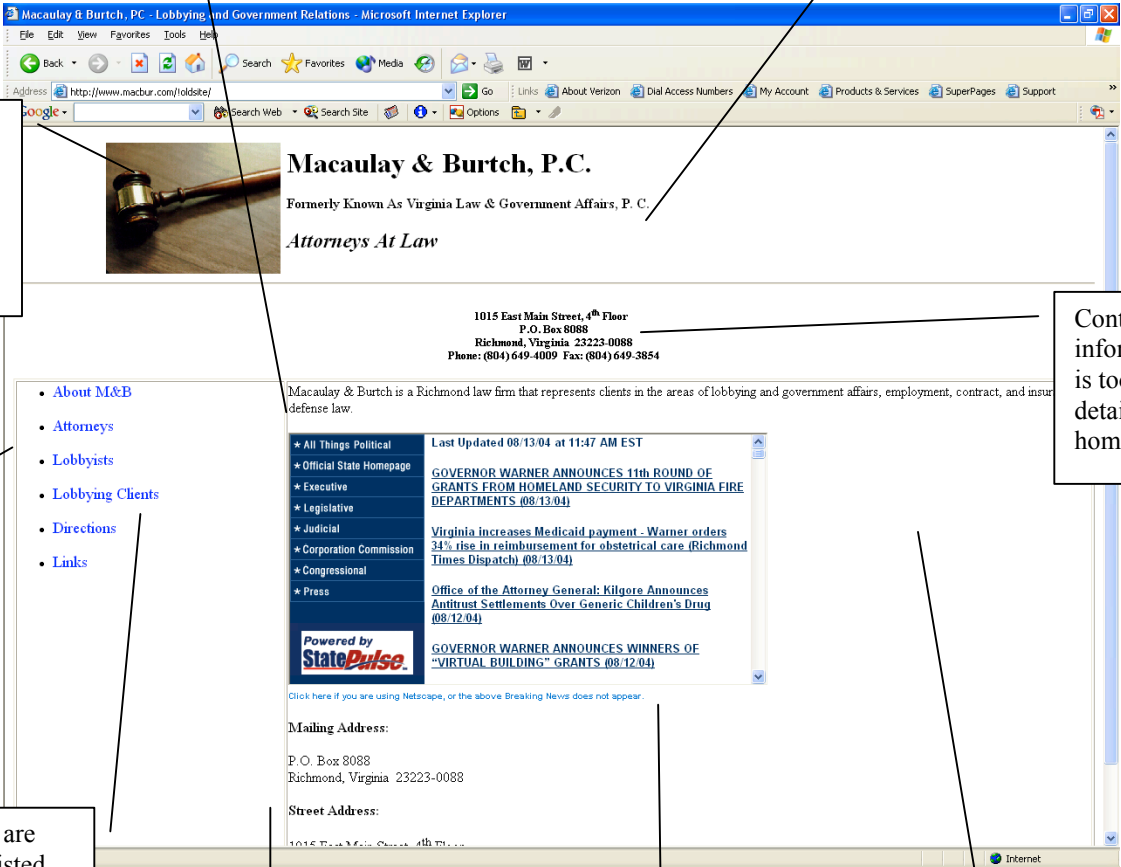 Macaulay & Burtch, PC - Lobbying and Government Relations - Microsoft Internet Explorer
File Edit View Favorites Tools Help
Back Search Favorites Media
Address http://www.macbur.com/!oldsite/ Go Links About Verizon Dial Access Numbers My Account Products & Services SuperPages Support »
Google Search Web Search Site Options
Macaulay & Burtch, P.C.
Formerly Known As Virginia Law & Government Affairs, P. C.
Attorneys At Law
1015 East Main Street, 4th Floor
P.O. Box 8088
Richmond, Virginia 23223-0088
Phone: (804) 649-4009 Fax: (804) 649-3854
Cont
infor
is too
detai
hom
• About M&B
• Attorneys
• Lobbyists
• Lobbying Clients
• Directions
• Links
Macaulay & Burtch is a Richmond law firm that represents clients in the areas of lobbying and government affairs, employment, contract, and insur
defense law.
★ All Things Political
★ Official State Homepage
★ Executive
★ Legislative
★ Judicial
★ Corporation Commission
★ Congressional
★ Press
Powered by
StatePulse
Last Updated 08/13/04 at 11:47 AM EST
GOVERNOR WARNER ANNOUNCES 11th ROUND OF
GRANTS FROM HOMELAND SECURITY TO VIRGINIA FIRE
DEPARTMENTS (08/13/04)
Virginia increases Medicaid payment - Warner orders
34% rise in reimbursement for obstetrical care (Richmond
Times Dispatch) (08/13/04)
Office of the Attorney General: Kilgore Announces
Antitrust Settlements Over Generic Children's Drug
(08/12/04)
GOVERNOR WARNER ANNOUNCES WINNERS OF
"VIRTUAL BUILDING" GRANTS (08/12/04)
Click here if you are using Netscape, or the above Breaking News does not appear.
Mailing Address:
P.O. Box 8088
Richmond, Virginia 23223-0088
Street Address:
1015 East Main Street, 4th Floor
are
isted
Internet